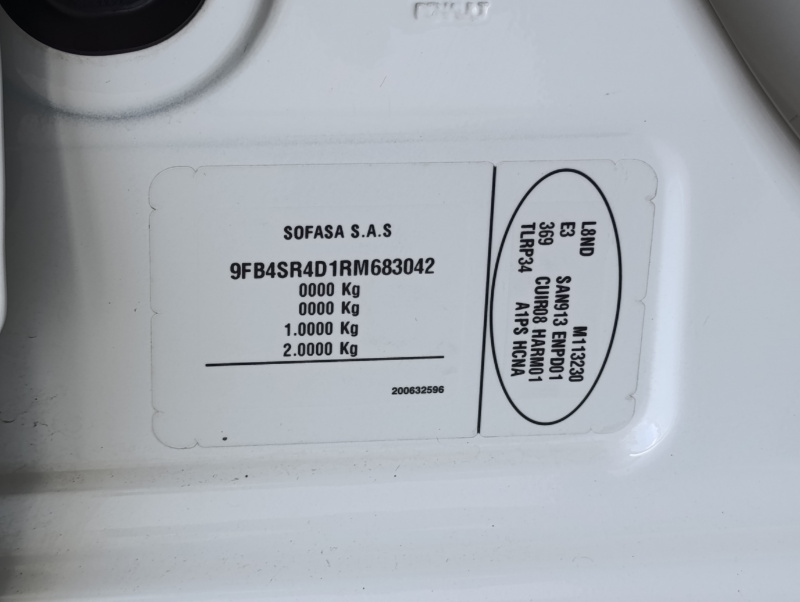 SOFASA S.A.S
9FB4SR4D1RM683042
0000 Kg
0000 Kg
1.0000 Kg
2.0000 Kg
200632596
L8ND M113230
E3 SAN913 ENPD01
369 CUIR08 HARM01
TLRP34 A1PS HCNA